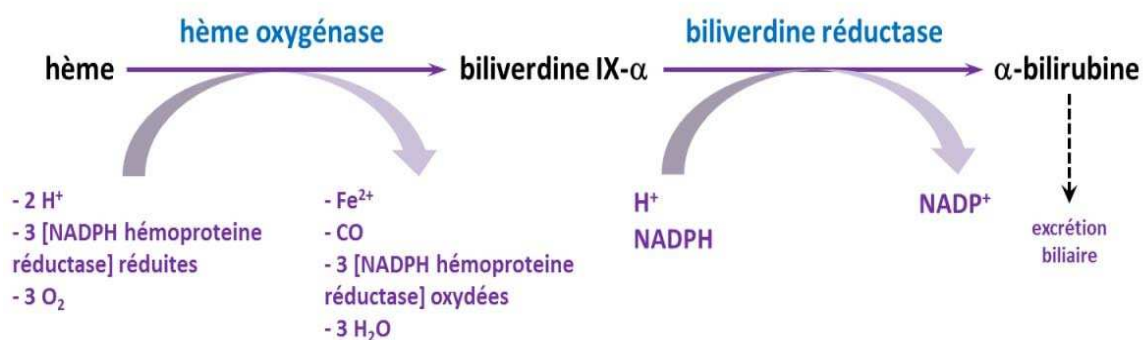 hème oxygénase
biliverdine réductase
hème
biliverdine IX-α
α-bilirubine
- 2 H⁺
- 3 [NADPH hémoproteine
réductase] réduites
- 3 O₂
- Fe²⁺
- CO
- 3 [NADPH hémoproteine
réductase] oxydées
- 3 H₂O
H⁺
NADPH
NADP⁺
excrétion
biliaire